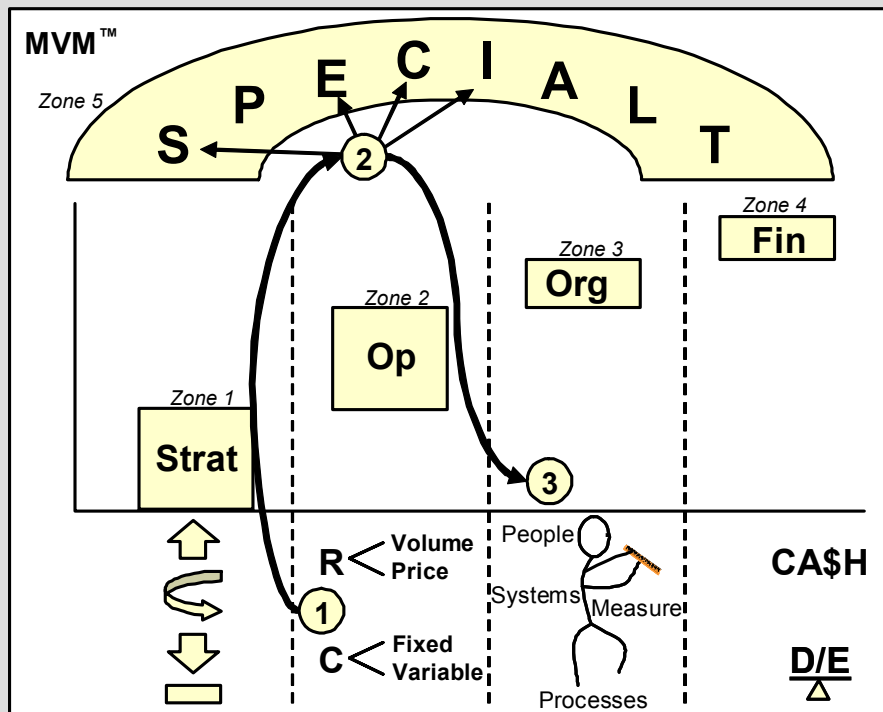 MVM™
Zone 5
S P E C I A L T
2
Zone 4
Fin
Zone 3
Org
Zone 2
Op
Zone 1
Strat
3
R
Volume
Price
1
C
Fixed
Variable
People
Systems
Measure
Processes
CA$H
D/E